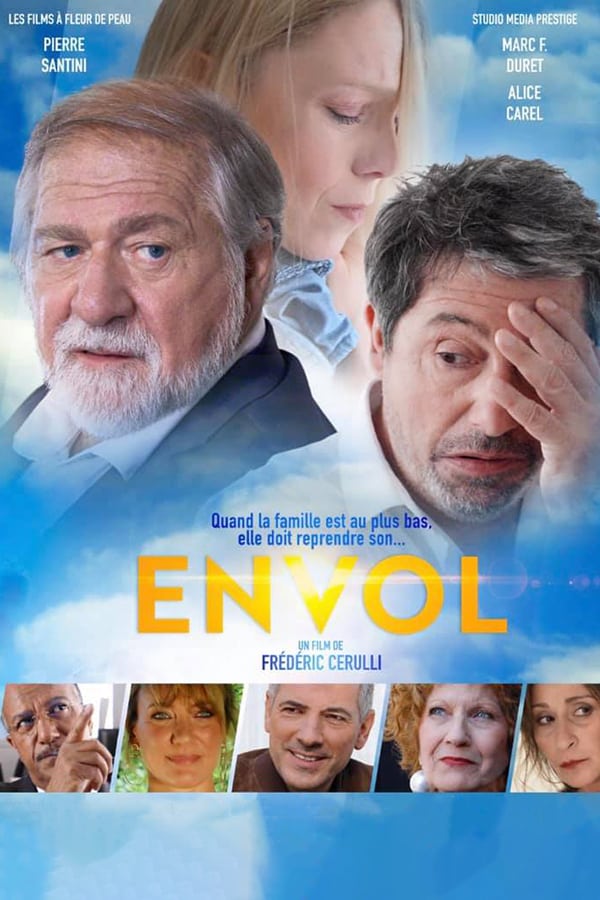 LES FILMS À FLEUR DE PEAU
PIERRE
SANTINI
STUDIO MEDIA PRESTIGE
MARC F.
DURET
ALICE
CAREL
Quand la famille est au plus bas,
elle doit reprendre son...
ENVOL
UN FILM DE
FRÉDÉRIC CERULLI